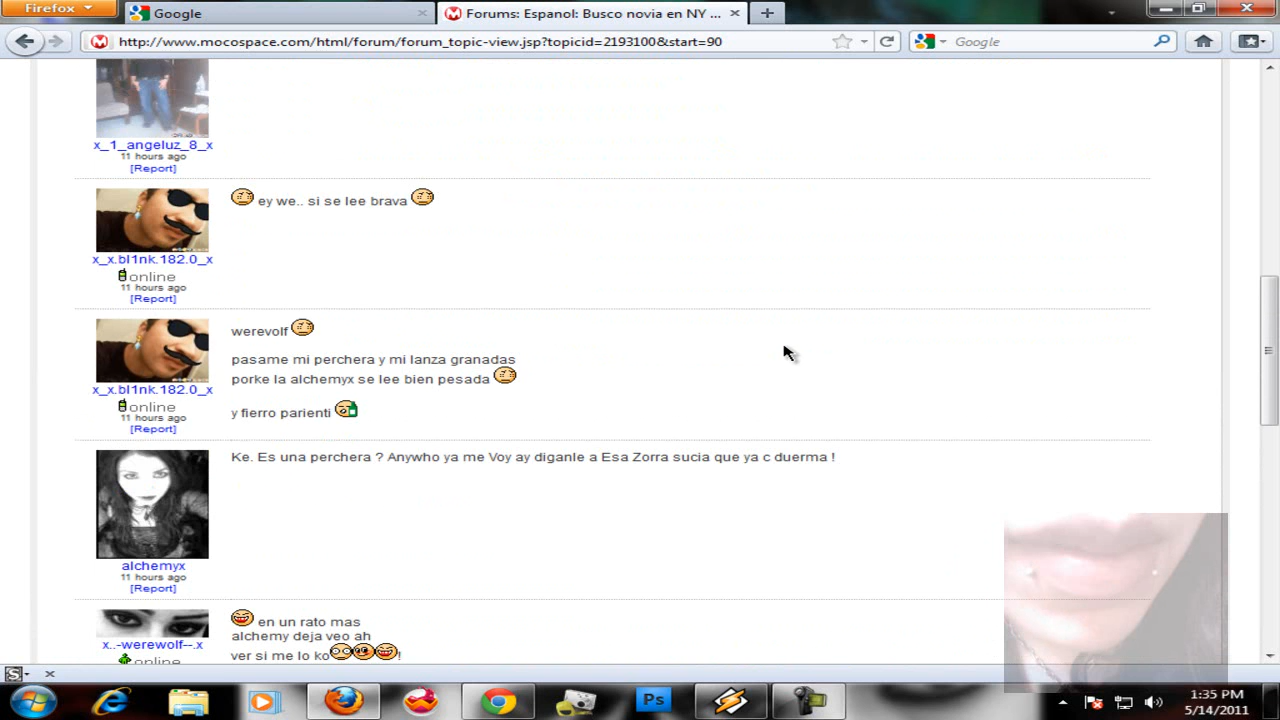 Firefox
Google
Forums: Espanol: Busco novia en NY ...
http://www.mocospace.com/html/forum/forum_topic-view.jsp?topicid=2193100&start=90
Google
x_1_angeluz_8_x
11 hours ago
[Report]
ey we.. si se lee brava
x_x.bl1nk.182.0_x
online
11 hours ago
[Report]
werevolf
pasame mi perchera y mi lanza granadas
porke la alchemyx se lee bien pesada
y fierro parienti
x_x.bl1nk.182.0_x
online
11 hours ago
[Report]
Ke. Es una perchera ? Anywho ya me Voy ay diganle a Esa Zorra sucia que ya c duerma !
alchemyx
11 hours ago
[Report]
en un rato mas
alchemy deja veo ah
ver si me lo ko !
x..-werewolf--.x
online
S
Ps
1:35 PM
5/14/2011